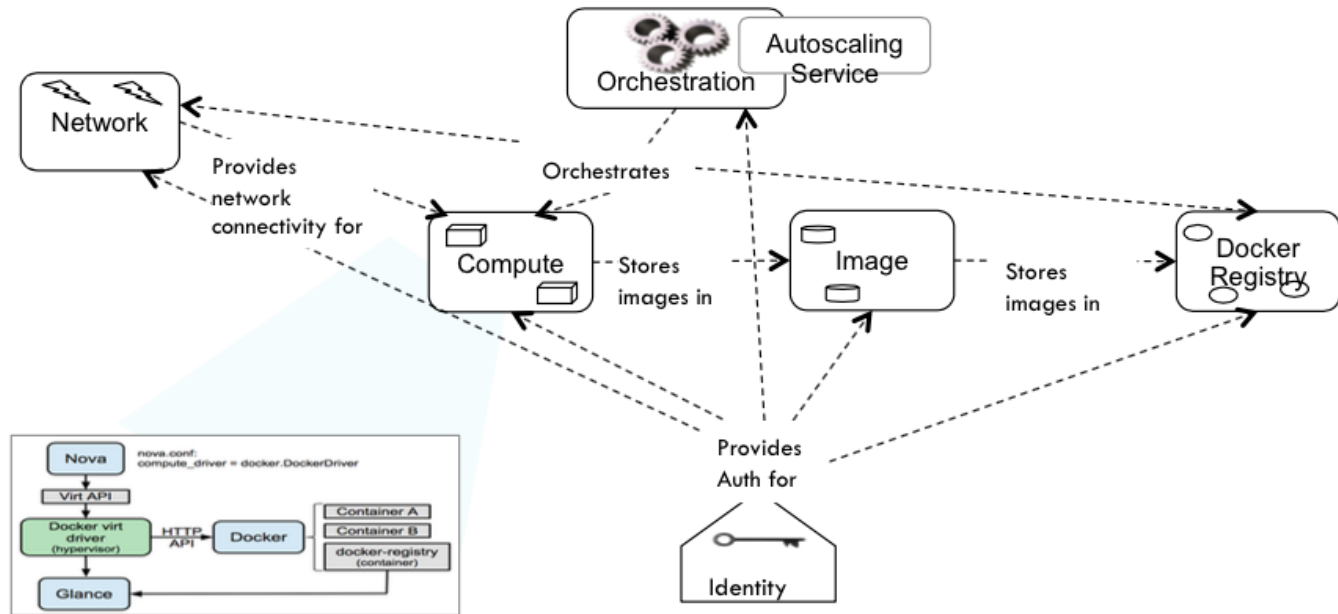 Orchestration
Autoscaling
Service
Network
Provides
network
connectivity for
Orchestrates
Compute
Stores
images in
Image
Stores
images in
Docker
Registry
Provides
Auth for
Identity
Nova
nova.conf:
compute_driver = docker.DockerDriver
Virt API
Docker virt
driver
(hypervisor)
HTTP
API
Docker
Container A
Container B
docker-registry
(container)
Glance